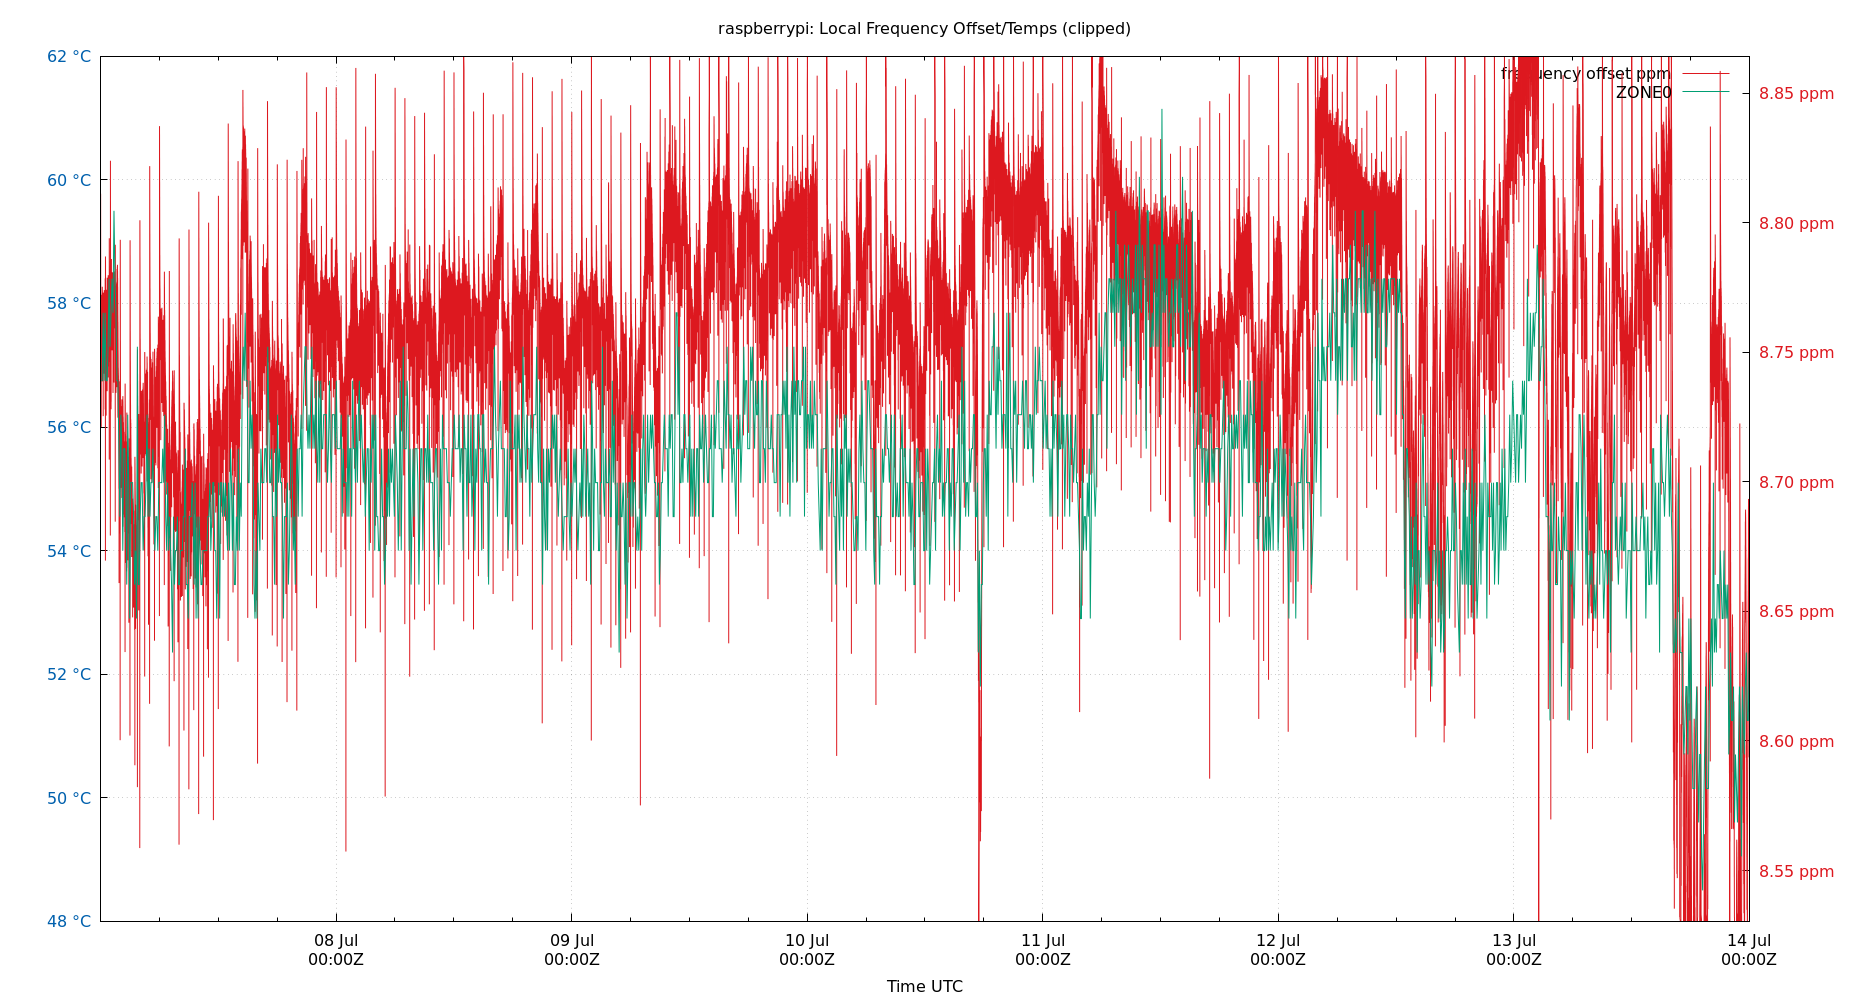 raspberrypi: Local Frequency Offset/Temps (clipped)
62 °C
60 °C
58 °C
56 °C
54 °C
52 °C
50 °C
48 °C
frequency offset ppm
ZONE0
8.85 ppm
8.80 ppm
8.75 ppm
8.70 ppm
8.65 ppm
8.60 ppm
8.55 ppm
08 Jul
00:00Z
09 Jul
00:00Z
10 Jul
00:00Z
11 Jul
00:00Z
12 Jul
00:00Z
13 Jul
00:00Z
14 Jul
00:00Z
Time UTC